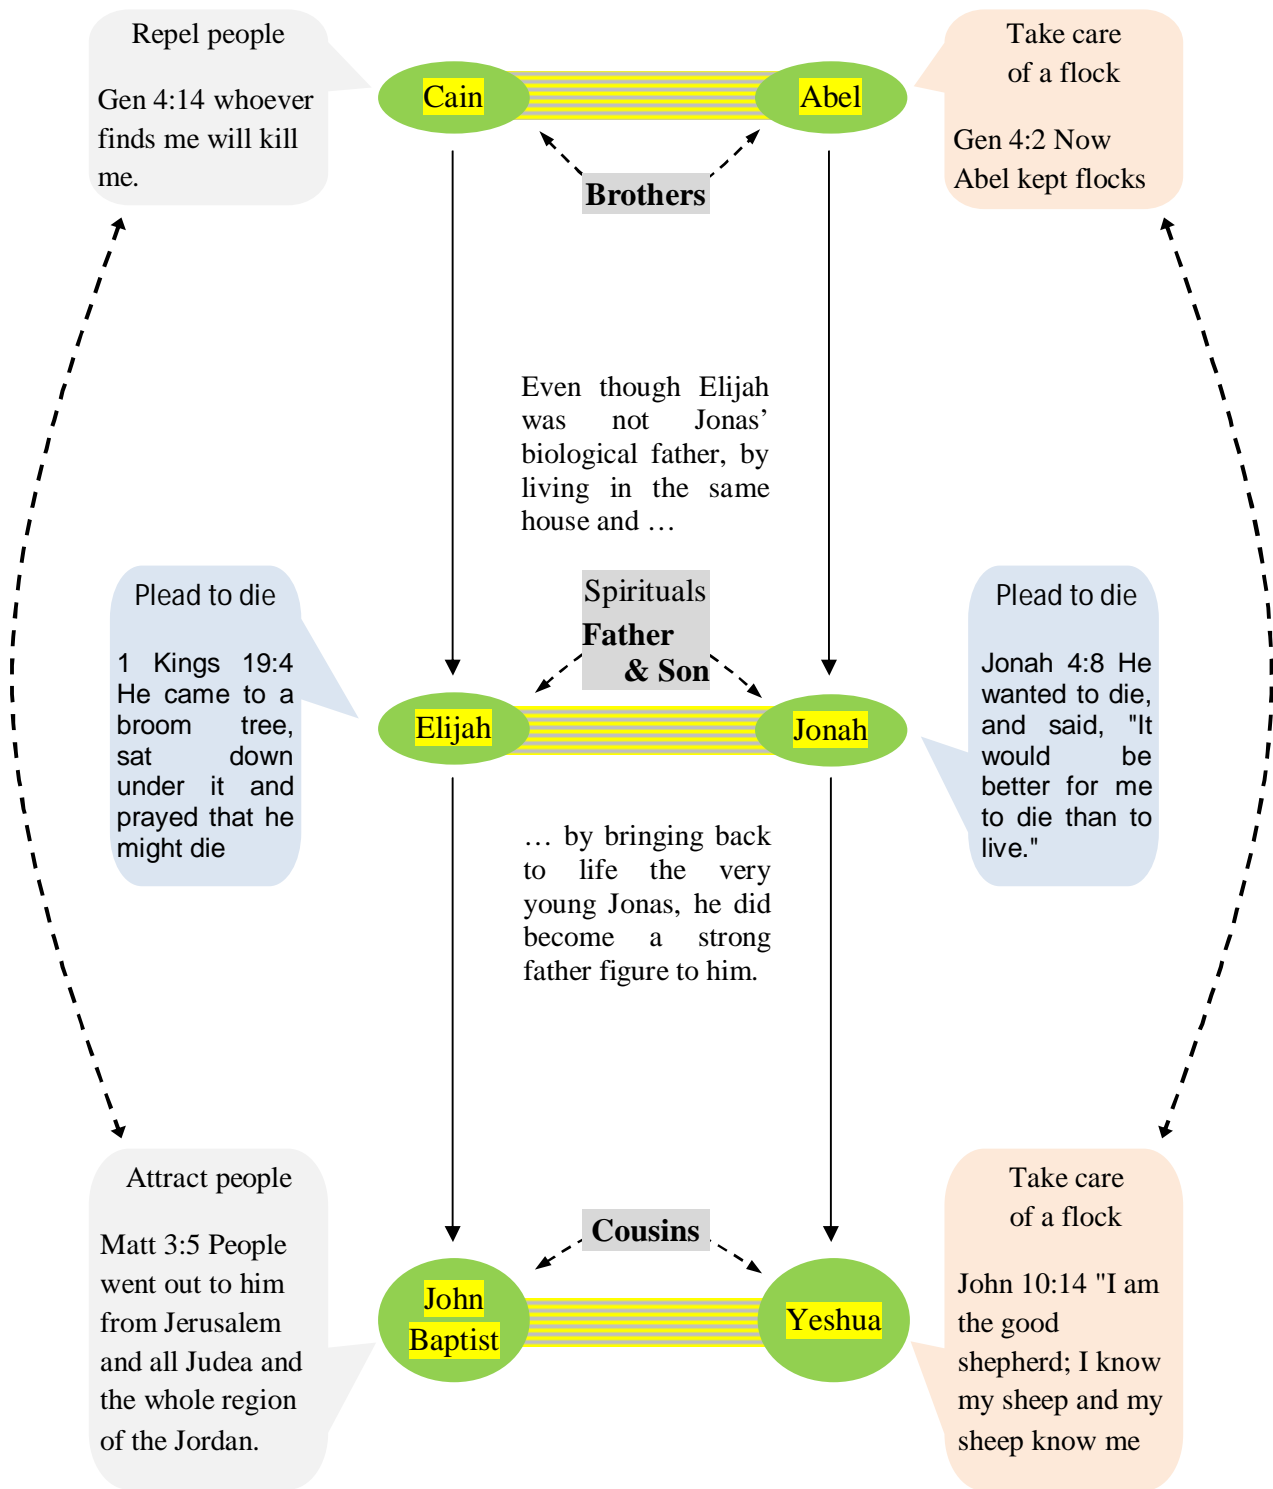 Repel people
Gen 4:14 whoever
finds me will kill
me.
Cain
Abel
Take care
of a flock
Gen 4:2 Now
Abel kept flocks
Brothers
Even though Elijah
was not Jonas’
biological father, by
living in the same
house and …
Plead to die
1 Kings 19:4
He came to a
broom tree,
sat down
under it and
prayed that he
might die
Spirituals
Father
& Son
Elijah
Jonah
Plead to die
Jonah 4:8 He
wanted to die,
and said, "It
would be
better for me
to die than to
live."
… by bringing back
to life the very
young Jonas, he did
become a strong
father figure to him.
Attract people
Matt 3:5 People
went out to him
from Jerusalem
and all Judea and
the whole region
of the Jordan.
Cousins
John
Baptist
Yeshua
Take care
of a flock
John 10:14 "I am
the good
shepherd; I know
my sheep and my
sheep know me